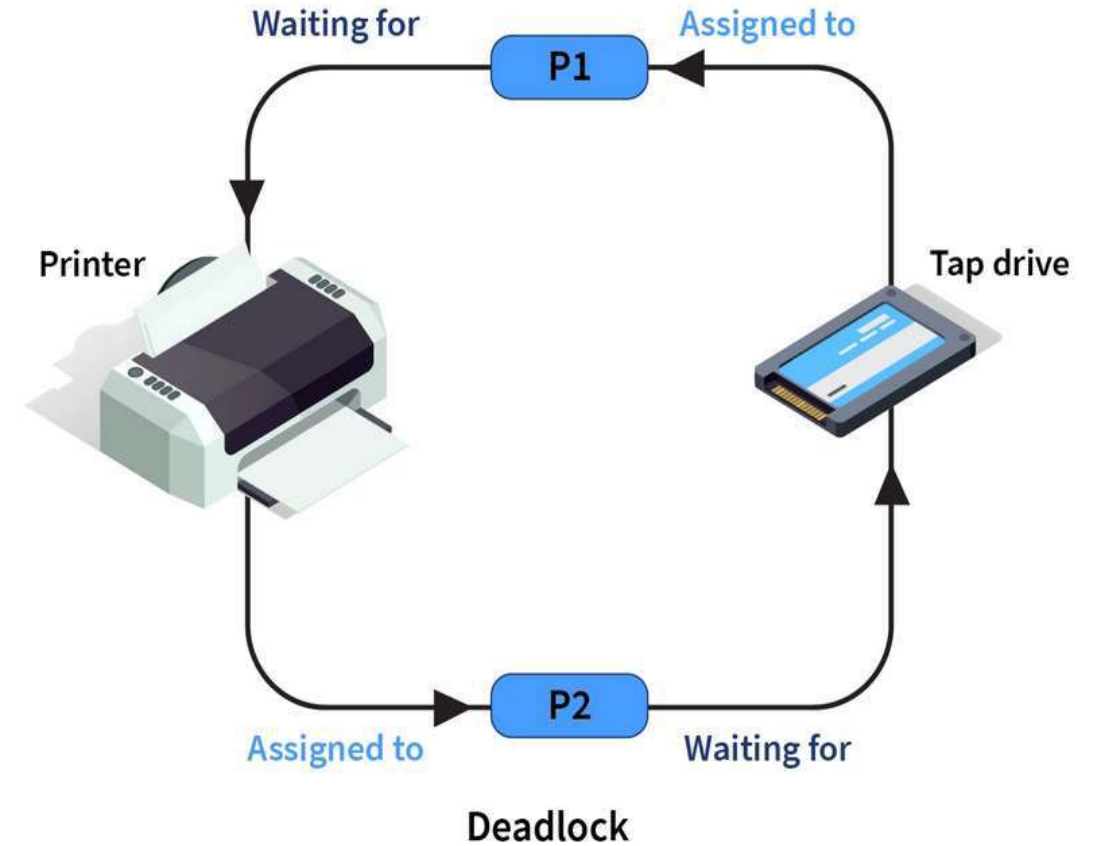 Waiting for
Assigned to
P1
Printer
Tap drive
P2
Assigned to
Waiting for
Deadlock